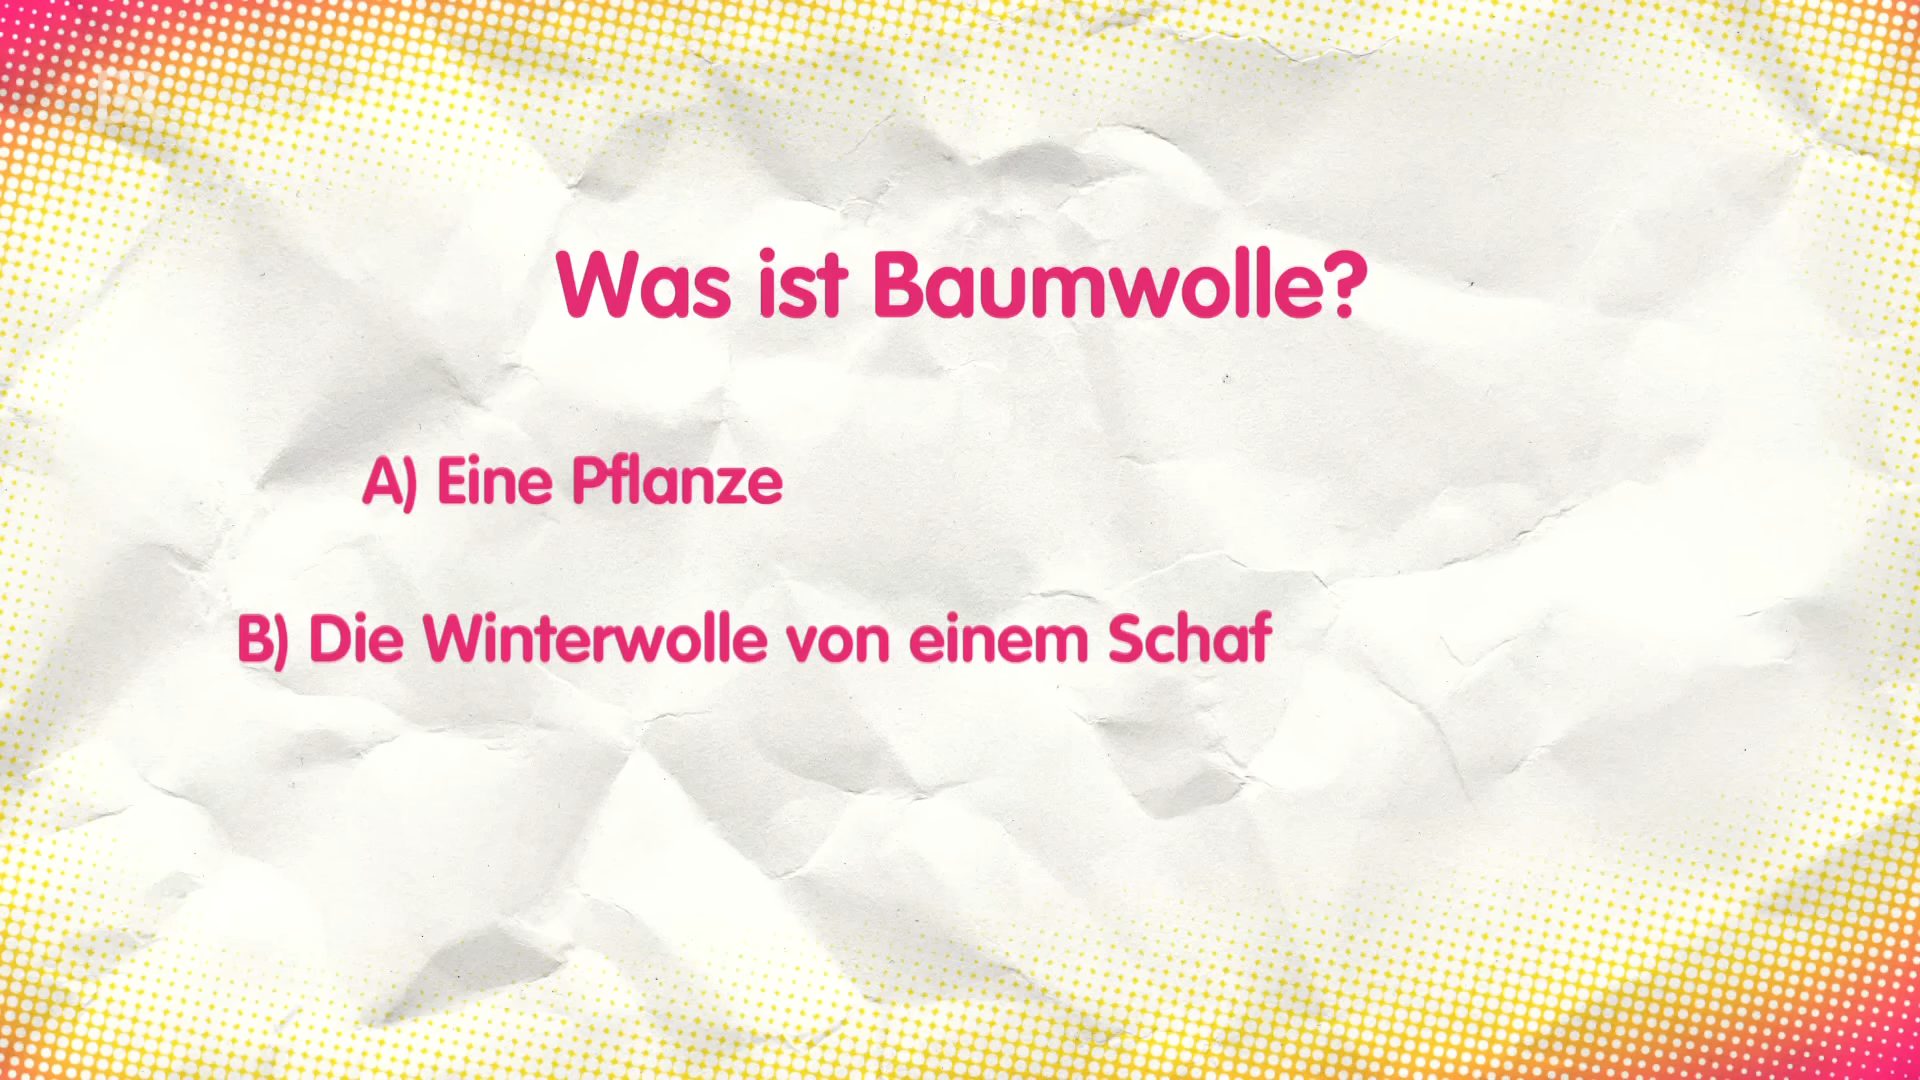 Was ist Baumwolle?
A) Eine Pflanze
B) Die Winterwolle von einem Schaf